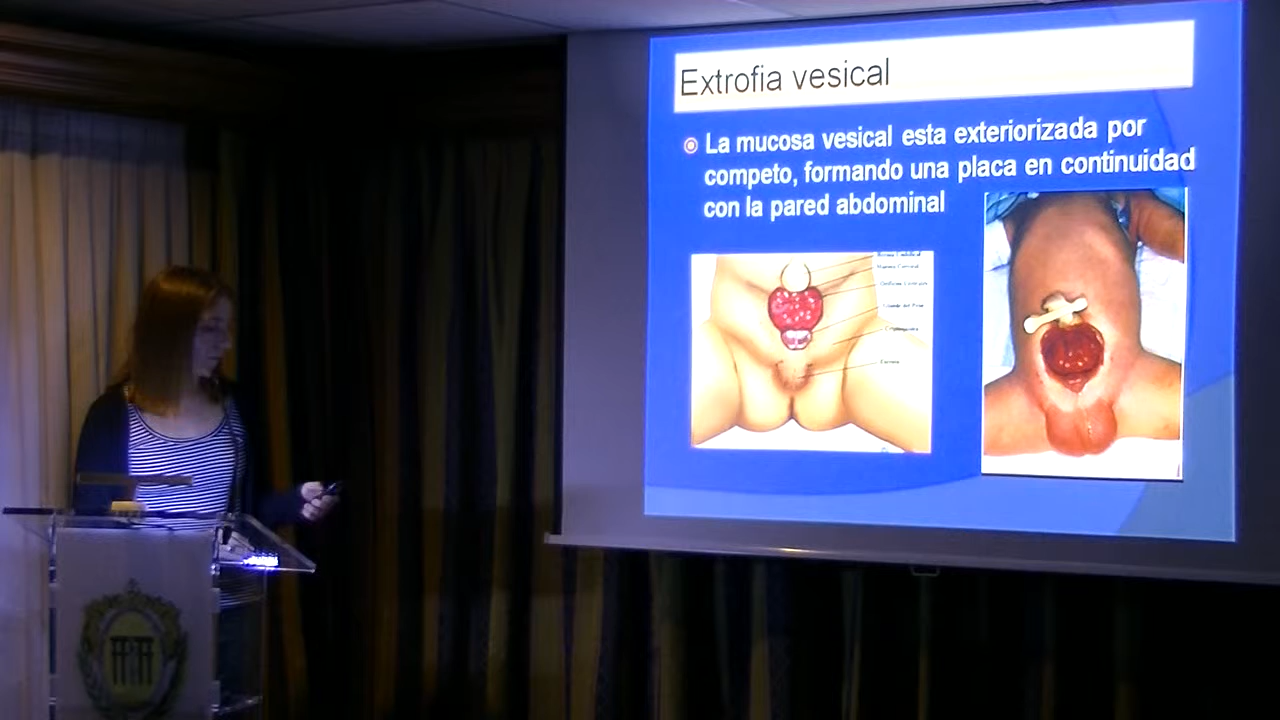 Extrofia vesical
La mucosa vesical esta exteriorizada por
competo, formando una placa en continuidad
con la pared abdominal